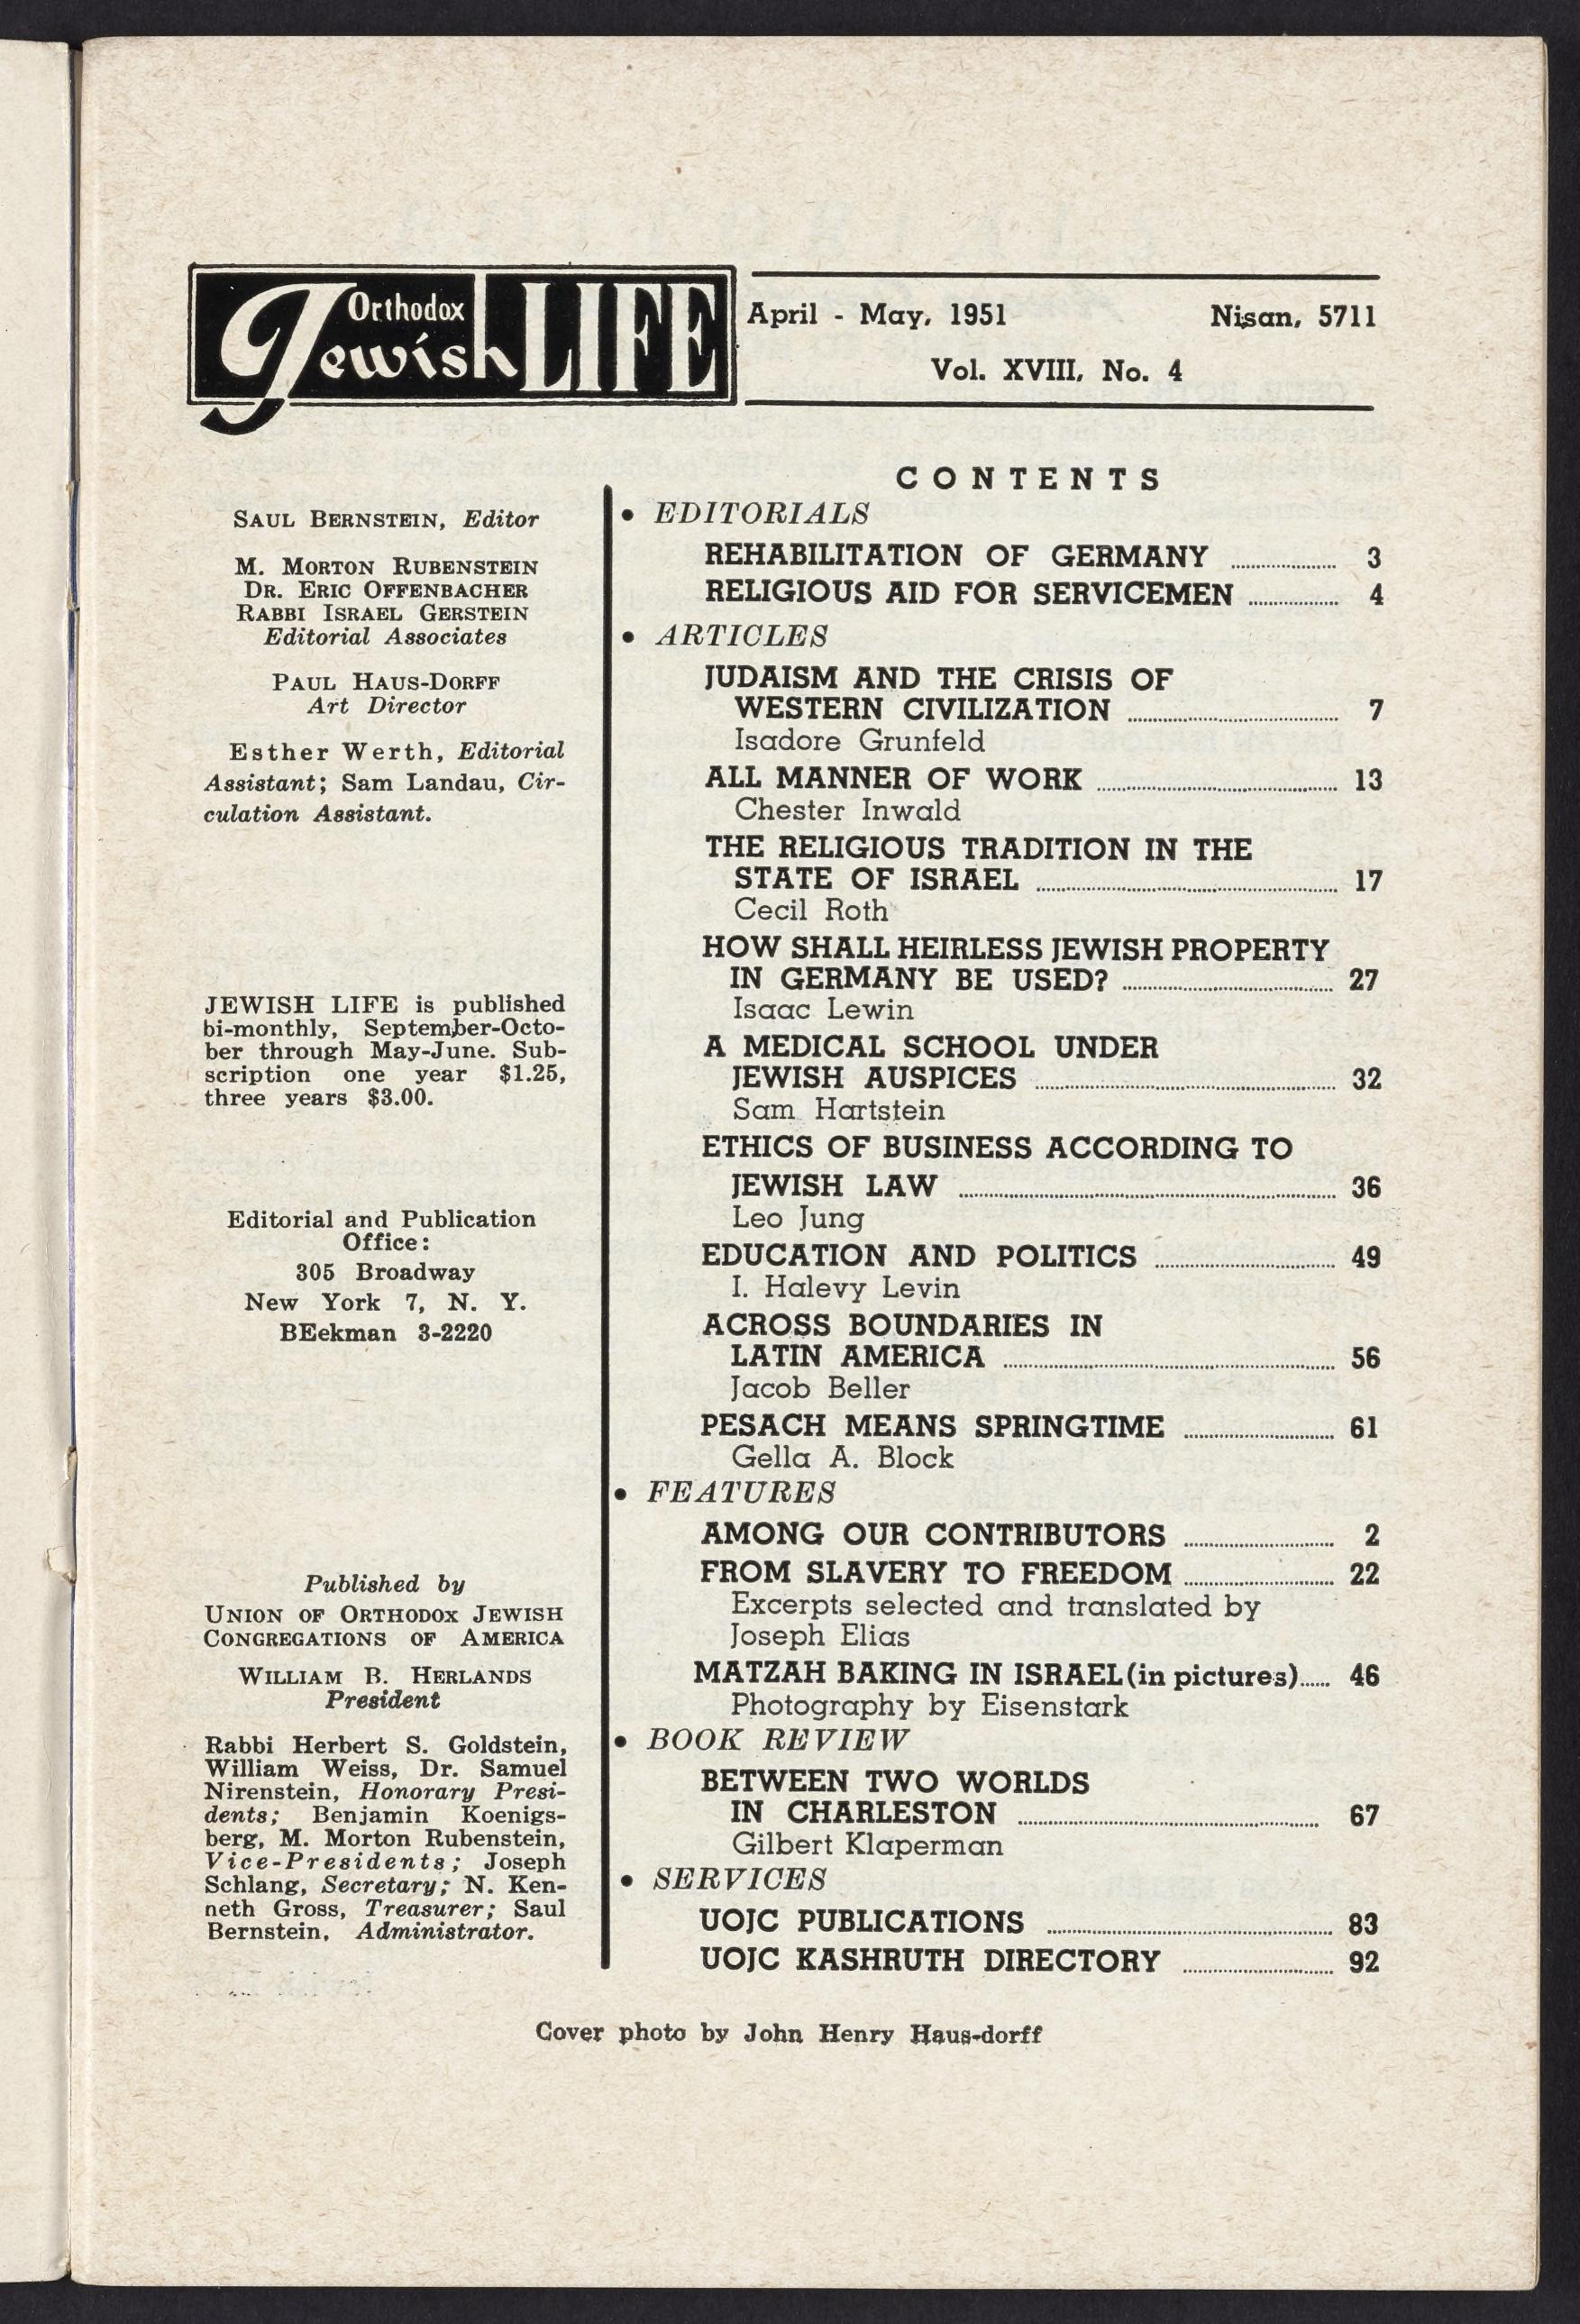 Orthodox
Jewish LIFE
April - May, 1951 Nisan, 5711
Vol. XVIII, No. 4
SAUL BERNSTEIN, Editor
M. MORTON RUBENSTEIN
DR. ERIC OFFENBACHER
RABBI ISRAEL GERSTEIN
Editorial Associates
PAUL HAUS-DORFF
Art Director
Esther Werth, Editorial
Assistant; Sam Landau, Cir-
culation Assistant.
JEWISH LIFE is published
bi-monthly, September-Octo-
ber through May-June. Sub-
scription one year $1.25,
three years $3.00.
Editorial and Publication
Office:
305 Broadway
New York 7, N. Y.
BEekman 3-2220
Published by
UNION OF ORTHODOX JEWISH
CONGREGATIONS OF AMERICA
WILLIAM B. HERLANDS
President
Rabbi Herbert S. Goldstein,
William Weiss, Dr. Samuel
Nirenstein, Honorary Presi-
dents; Benjamin Koenigs-
berg, M. Morton Rubenstein,
Vice-Presidents; Joseph
Schlang, Secretary; N. Ken-
neth Gross, Treasurer; Saul
Bernstein, Administrator.
CONTENTS
• EDITORIALS
REHABILITATION OF GERMANY .......... 3
RELIGIOUS AID FOR SERVICEMEN .......... 4
• ARTICLES
JUDAISM AND THE CRISIS OF
WESTERN CIVILIZATION .......... 7
Isadore Grunfeld
ALL MANNER OF WORK .......... 13
Chester Inwald
THE RELIGIOUS TRADITION IN THE
STATE OF ISRAEL .......... 17
Cecil Roth
HOW SHALL HEIRLESS JEWISH PROPERTY
IN GERMANY BE USED? .......... 27
Isaac Lewin
A MEDICAL SCHOOL UNDER
JEWISH AUSPICES .......... 32
Sam Hartstein
ETHICS OF BUSINESS ACCORDING TO
JEWISH LAW .......... 36
Leo Jung
EDUCATION AND POLITICS .......... 49
I. Halevy Levin
ACROSS BOUNDARIES IN
LATIN AMERICA .......... 56
Jacob Beller
PESACH MEANS SPRINGTIME .......... 61
Gella A. Block
• FEATURES
AMONG OUR CONTRIBUTORS .......... 2
FROM SLAVERY TO FREEDOM .......... 22
Excerpts selected and translated by
Joseph Elias
MATZAH BAKING IN ISRAEL (in pictures)...... 46
Photography by Eisenstark
• BOOK REVIEW
BETWEEN TWO WORLDS
IN CHARLESTON .......... 67
Gilbert Klaperman
• SERVICES
UOJC PUBLICATIONS .......... 83
UOJC KASHRUTH DIRECTORY .......... 92
Cover photo by John Henry Haus-dorff